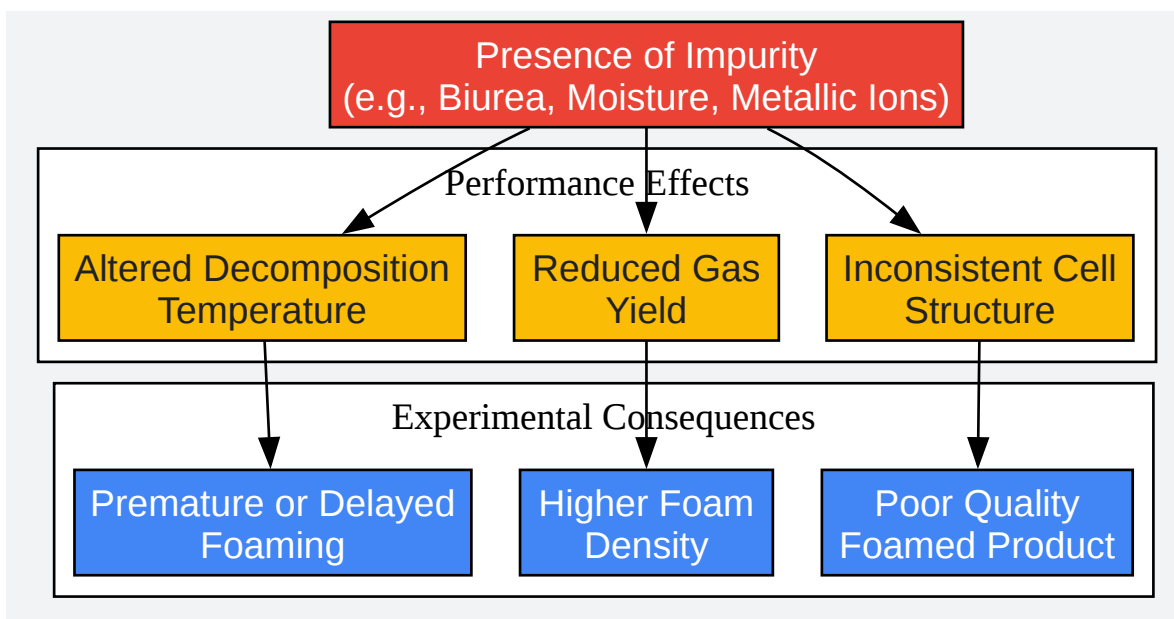 Presence of Impurity
(e.g., Biurea, Moisture, Metallic Ions)
Performance Effects
Altered Decomposition
Temperature
Reduced Gas
Yield
Inconsistent Cell
Structure
Experimental Consequences
Premature or Delayed
Foaming
Higher Foam
Density
Poor Quality
Foamed Product